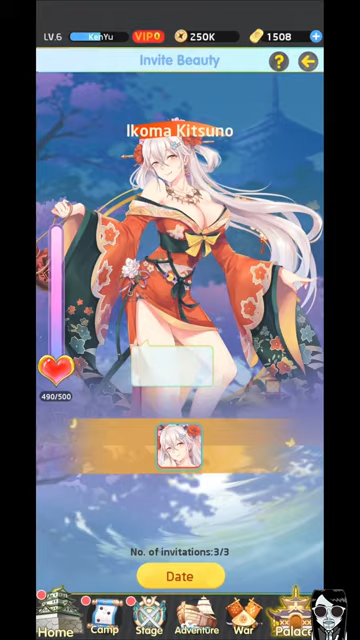 LV.6 KenYu VIP0 250K 1508
Invite Beauty
Ikoma Kitsuno
490/500
No. of invitations:3/3
Date
Home Camp Stage Adventure War Palace